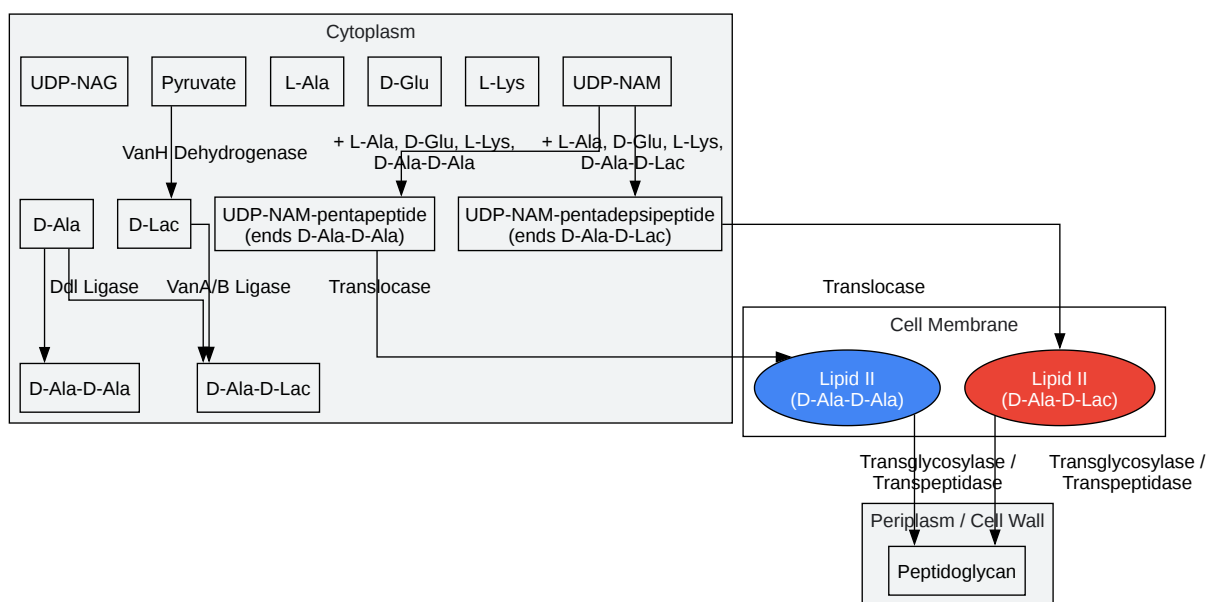 Cytoplasm
UDP-NAG
Pyruvate
L-Ala
D-Glu
L-Lys
UDP-NAM
VanH Dehydrogenase
+ L-Ala, D-Glu, L-Lys,
D-Ala-D-Ala
+ L-Ala, D-Glu, L-Lys,
D-Ala-D-Lac
D-Ala
D-Lac
UDP-NAM-pentapeptide
(ends D-Ala-D-Ala)
UDP-NAM-pentadepsipeptide
(ends D-Ala-D-Lac)
Ddl Ligase
VanA/B Ligase
Translocase
Translocase
Cell Membrane
D-Ala-D-Ala
D-Ala-D-Lac
Lipid II
(D-Ala-D-Ala)
Lipid II
(D-Ala-D-Lac)
Transglycosylase /
Transpeptidase
Transglycosylase /
Transpeptidase
Periplasm / Cell Wall
Peptidoglycan